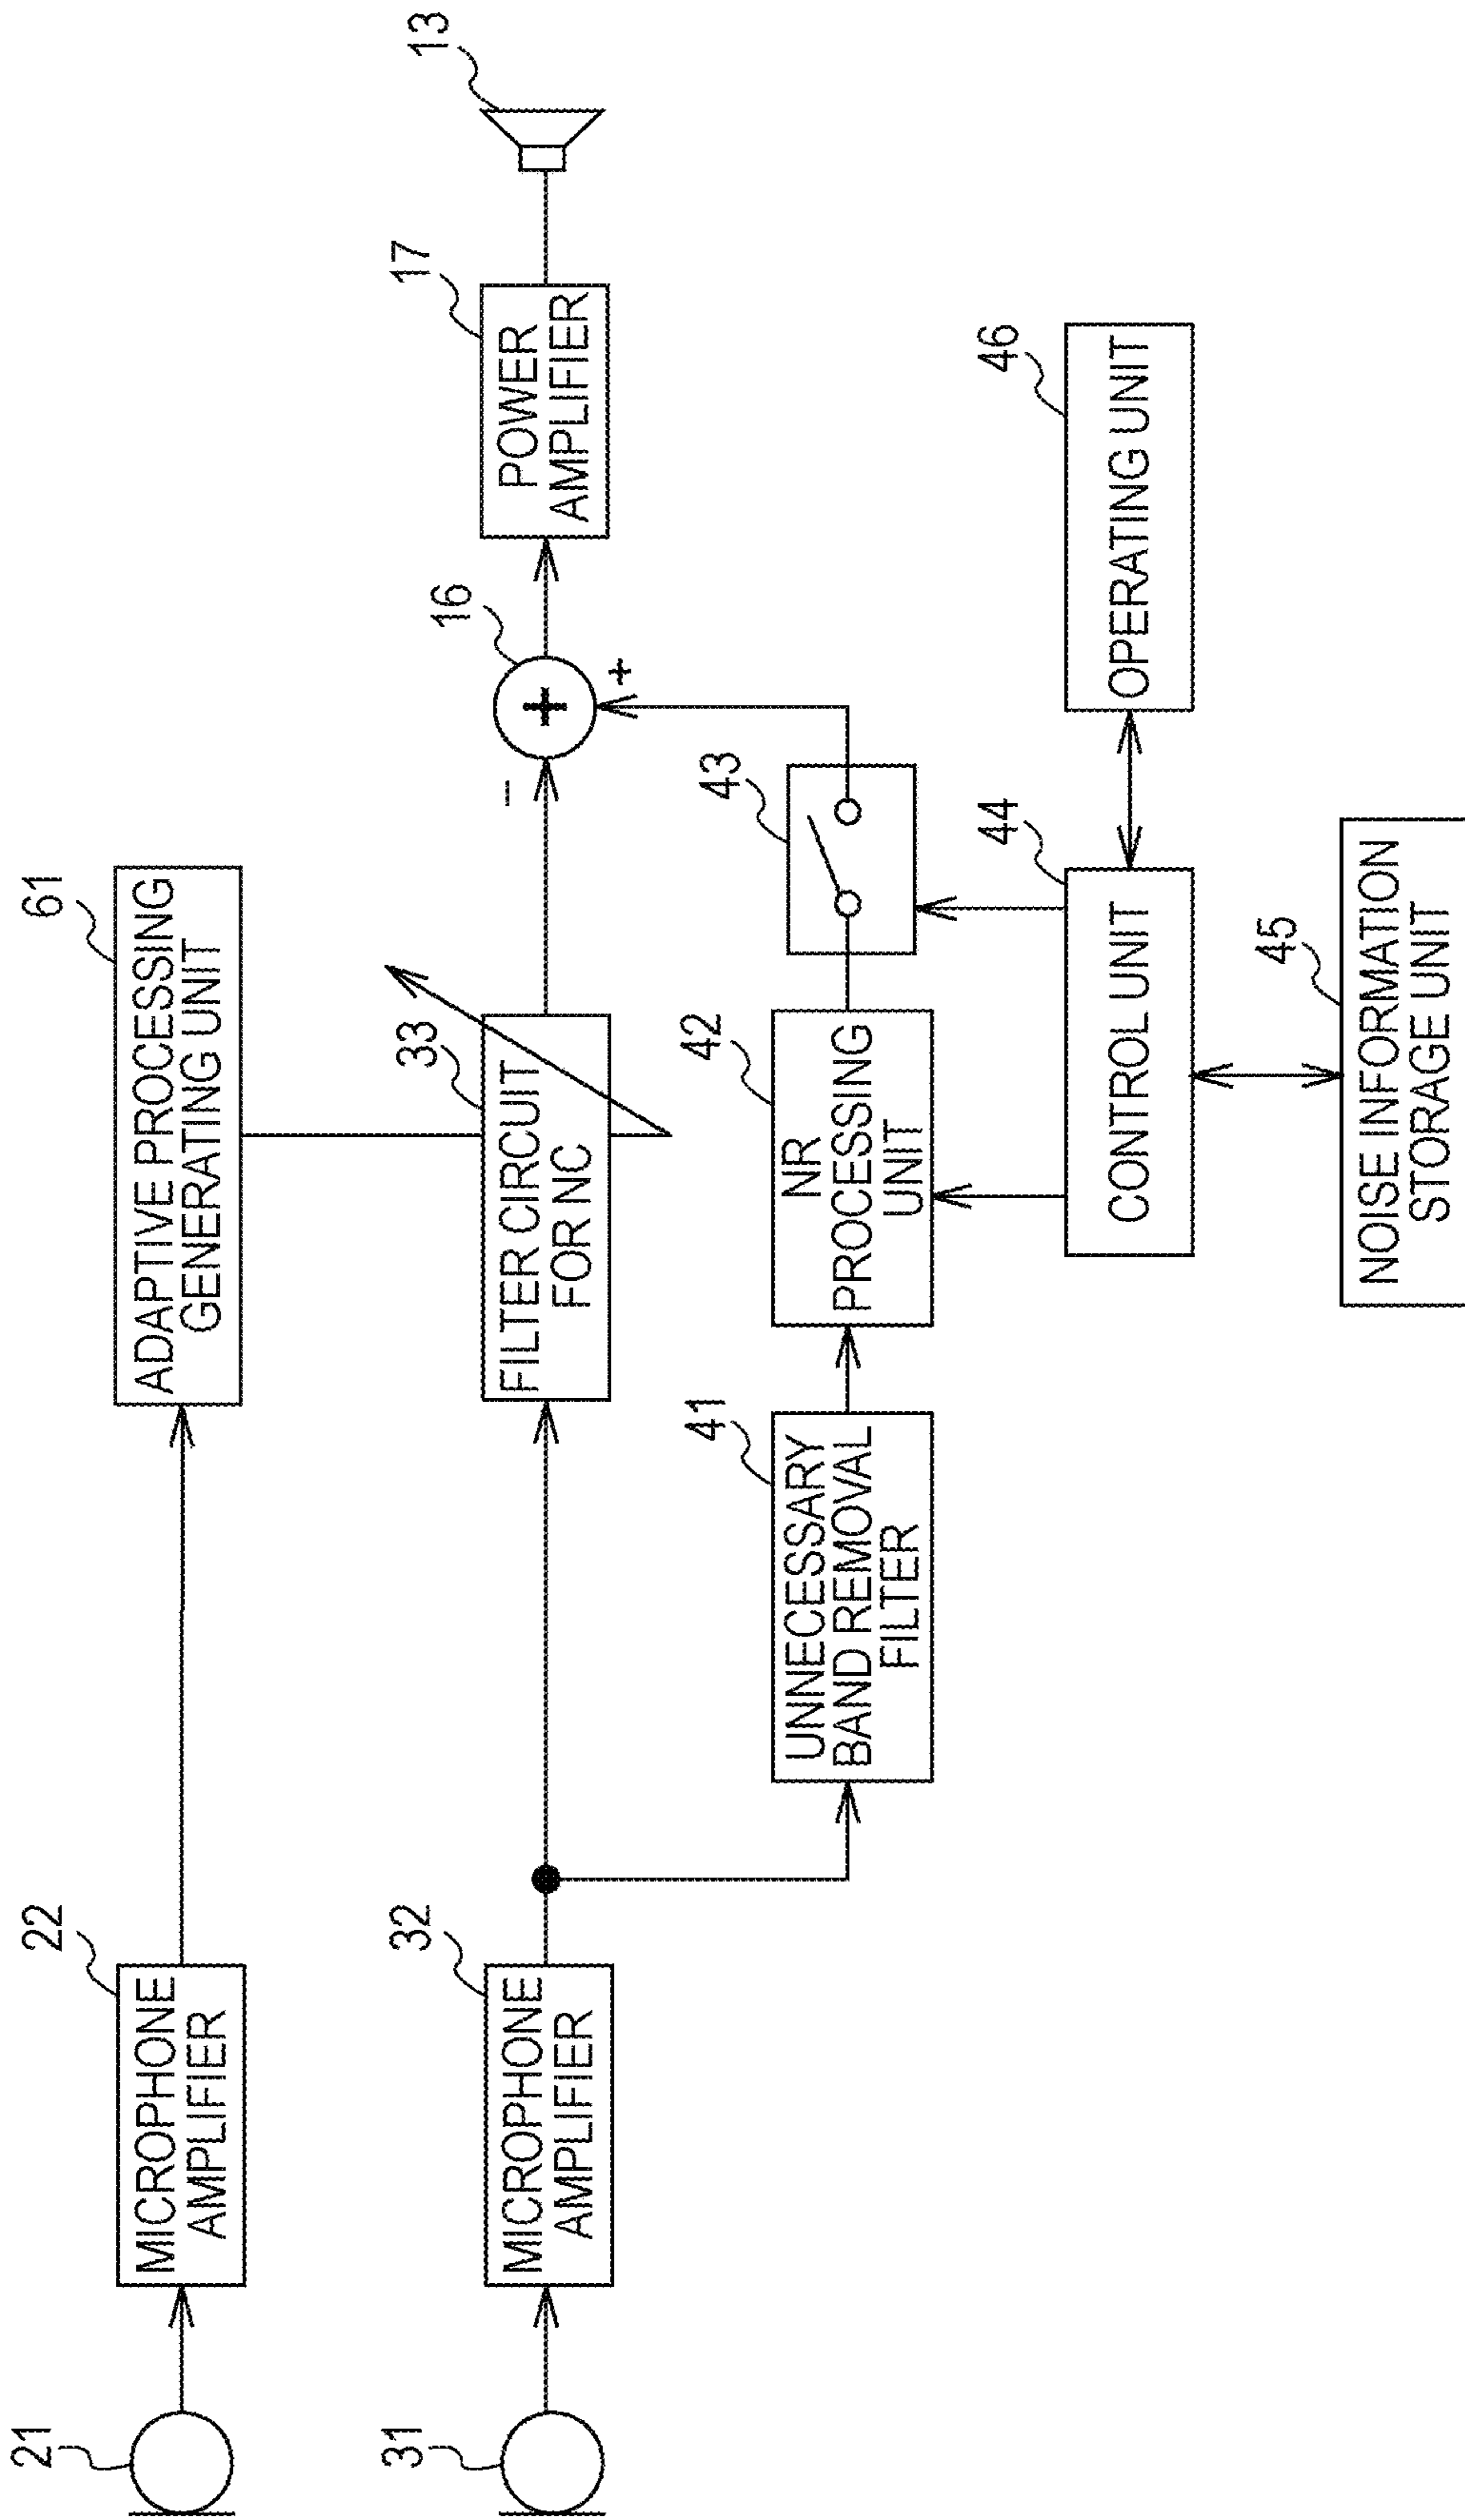 21
22
MICROPHONE
AMPLIFIER
61
ADAPTIVE PROCESSING
GENERATING UNIT
31
32
MICROPHONE
AMPLIFIER
33
FILTER CIRCUIT
FOR NC
−
16
+
+
17
POWER
AMPLIFIER
13
41
UNNECESSARY
BAND REMOVAL
FILTER
42
NR
PROCESSING
UNIT
43
44
CONTROL UNIT
46
OPERATING UNIT
45
NOISE INFORMATION
STORAGE UNIT